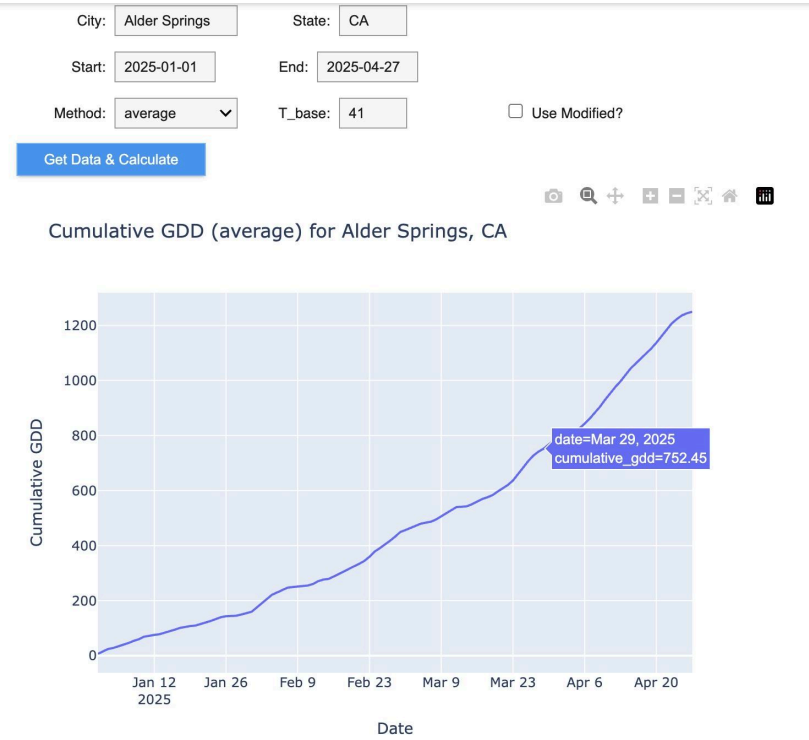 City: Alder Springs State: CA
Start: 2025-01-01 End: 2025-04-27
Method: average T_base: 41 Use Modified?
Get Data & Calculate
Cumulative GDD (average) for Alder Springs, CA
1200
1000
800
600
400
200
0
Cumulative GDD
date=Mar 29, 2025
cumulative_gdd=752.45
Jan 12 Jan 26 Feb 9 Feb 23 Mar 9 Mar 23 Apr 6 Apr 20
2025
Date